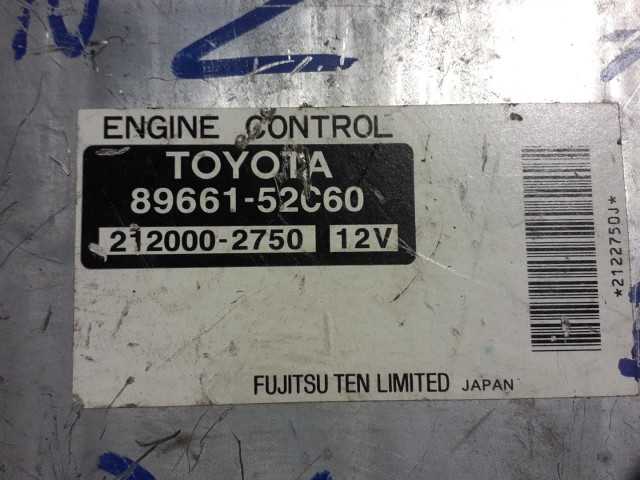 ENGINE CONTROL
TOYOTA
89661-52C60
212000-2750 12V
*2122750J*
FUJITSU TEN LIMITED JAPAN